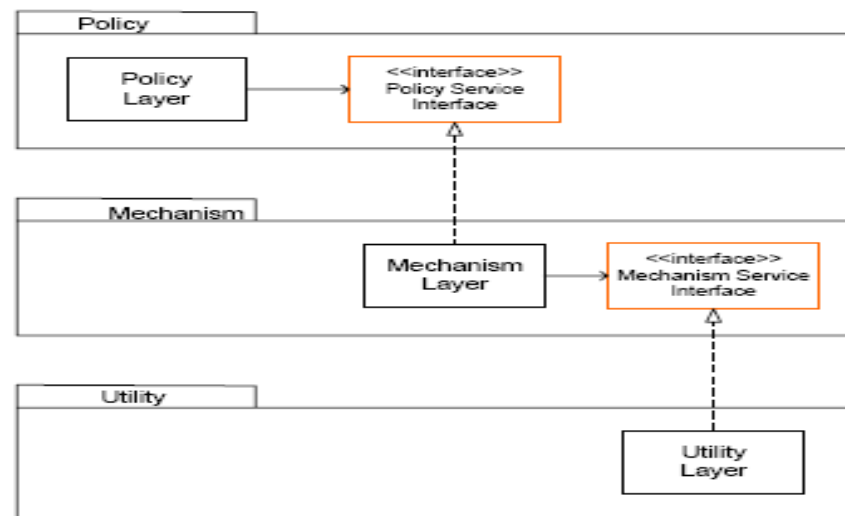 Policy
Policy
Layer
<<interface>>
Policy Service
Interface
Mechanism
Mechanism
Layer
<<interface>>
Mechanism Service
Interface
Utility
Utility
Layer